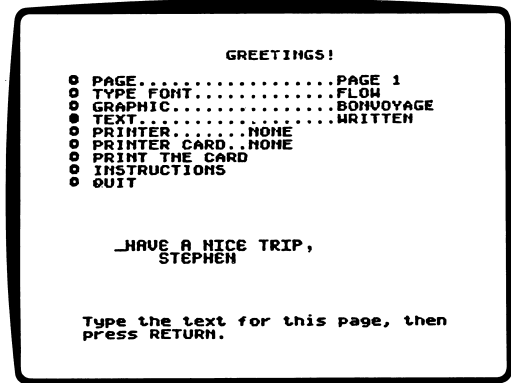 GREETINGS!
PAGE..................PAGE 1
TYPE FONT.............FLOW
GRAPHIC...............BONVOYAGE
TEXT..................WRITTEN
PRINTER.......NONE
PRINTER CARD..NONE
PRINT THE CARD
INSTRUCTIONS
QUIT
_HAVE A NICE TRIP,
STEPHEN
Type the text for this page, then
press RETURN.